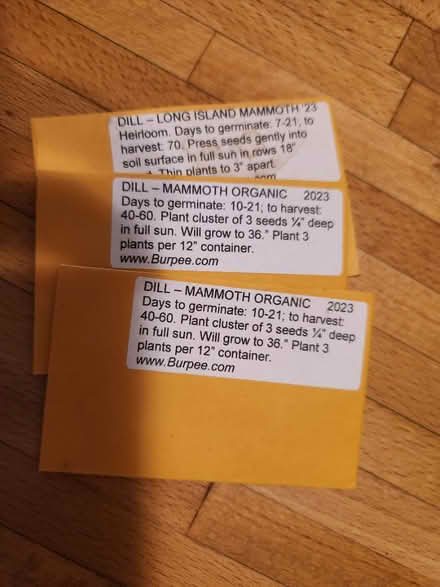 DILL – LONG ISLAND MAMMOTH '23
Heirloom. Days to germinate: 7-21, to
harvest: 70. Press seeds gently into
soil surface in full sun in rows 18"
Thin plants to 3" apart.
DILL – MAMMOTH ORGANIC 2023
Days to germinate: 10-21; to harvest:
40-60. Plant cluster of 3 seeds ¼" deep
in full sun. Will grow to 36." Plant 3
plants per 12" container.
www.Burpee.com
DILL – MAMMOTH ORGANIC 2023
Days to germinate: 10-21; to harvest:
40-60. Plant cluster of 3 seeds ¼" deep
in full sun. Will grow to 36." Plant 3
plants per 12" container.
www.Burpee.com